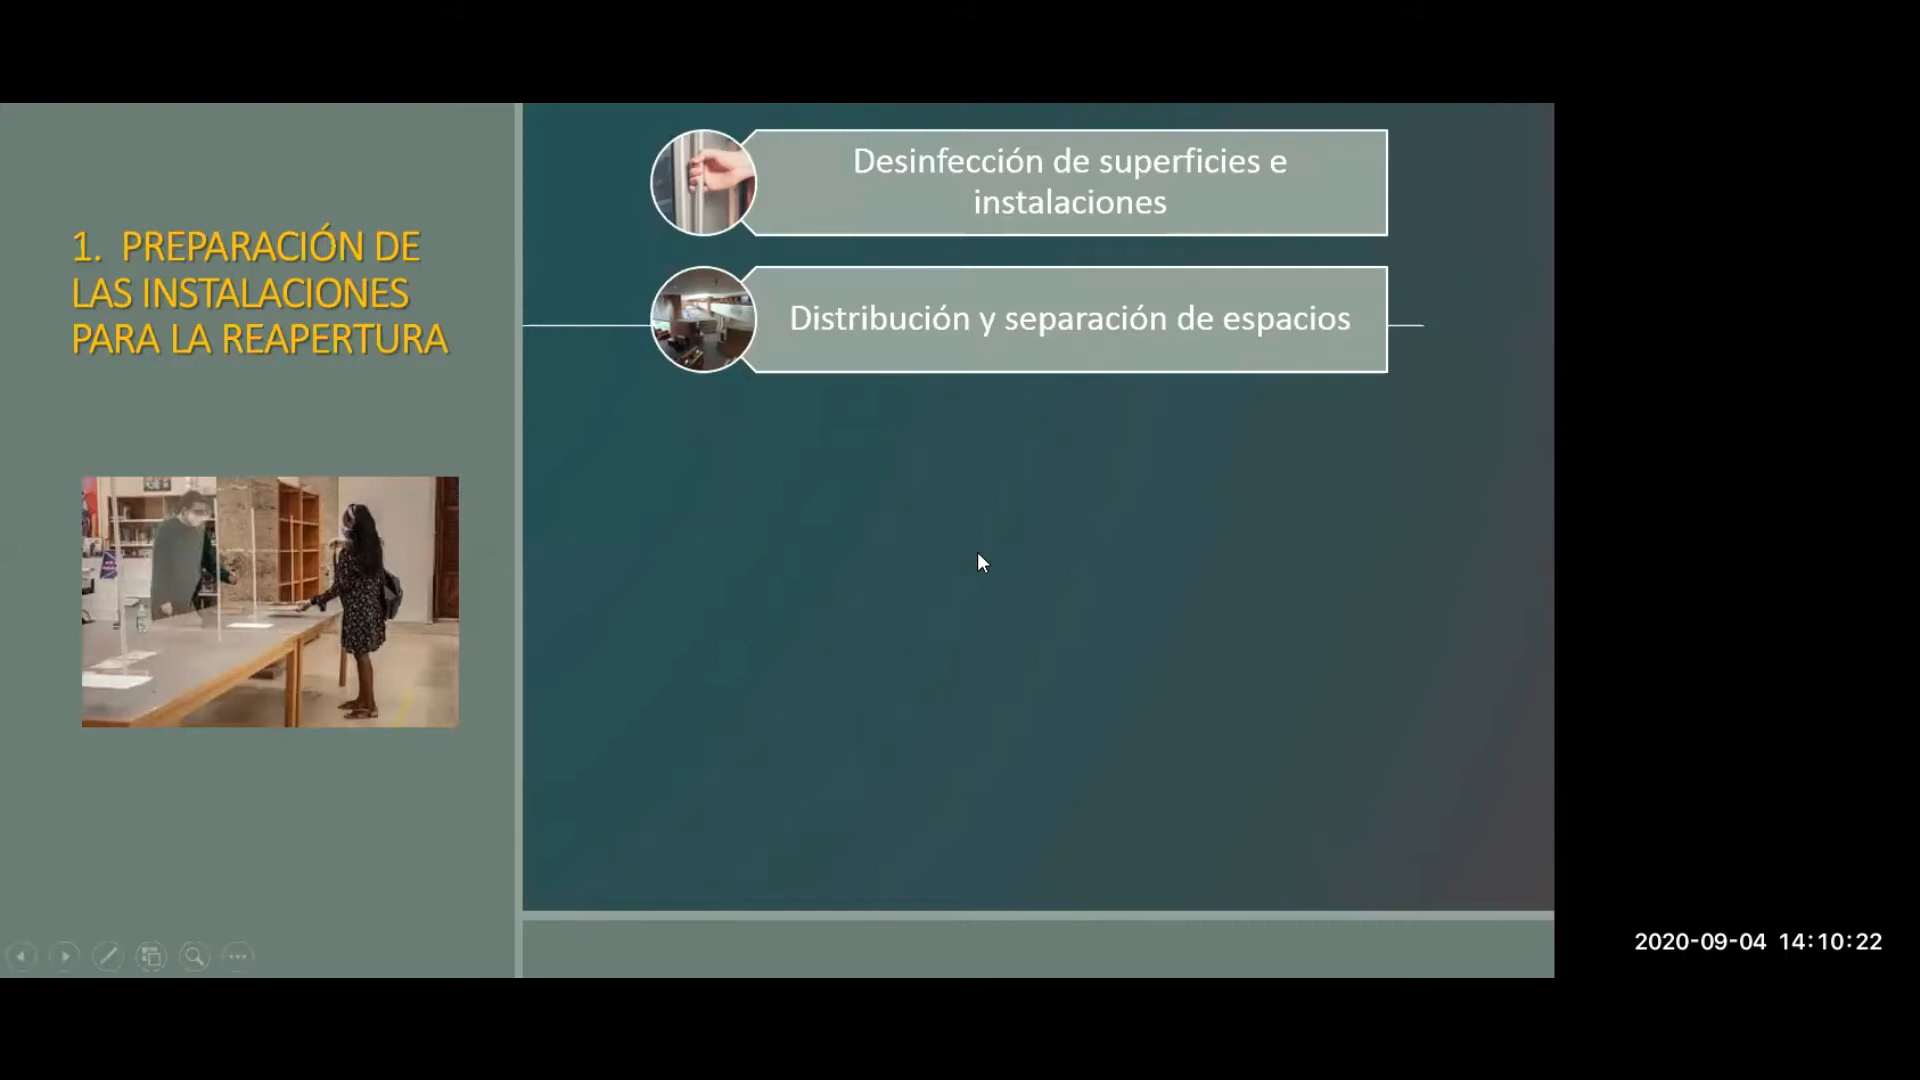 1. PREPARACIÓN DE
LAS INSTALACIONES
PARA LA REAPERTURA
Desinfección de superficies e
instalaciones
Distribución y separación de espacios
2020-09-04 14:10:22